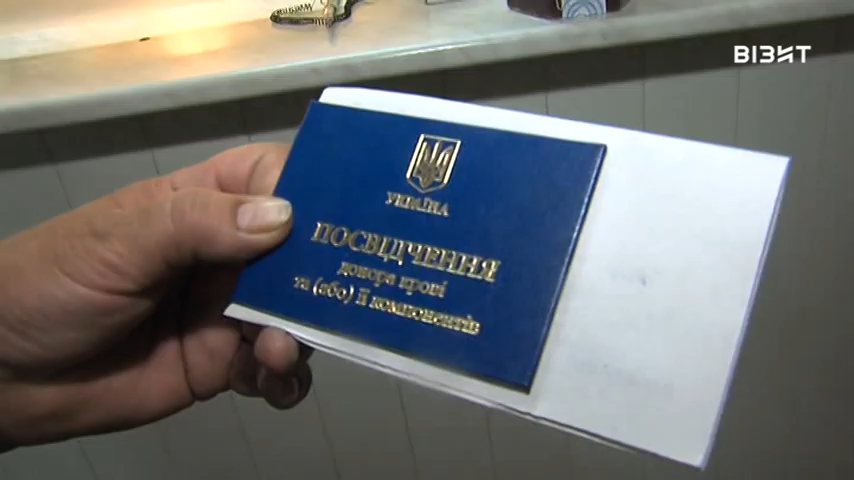 ВІЗИТ
УКРАЇНА
ПОСВІДЧЕННЯ
донора крові
та (або) її компонентів